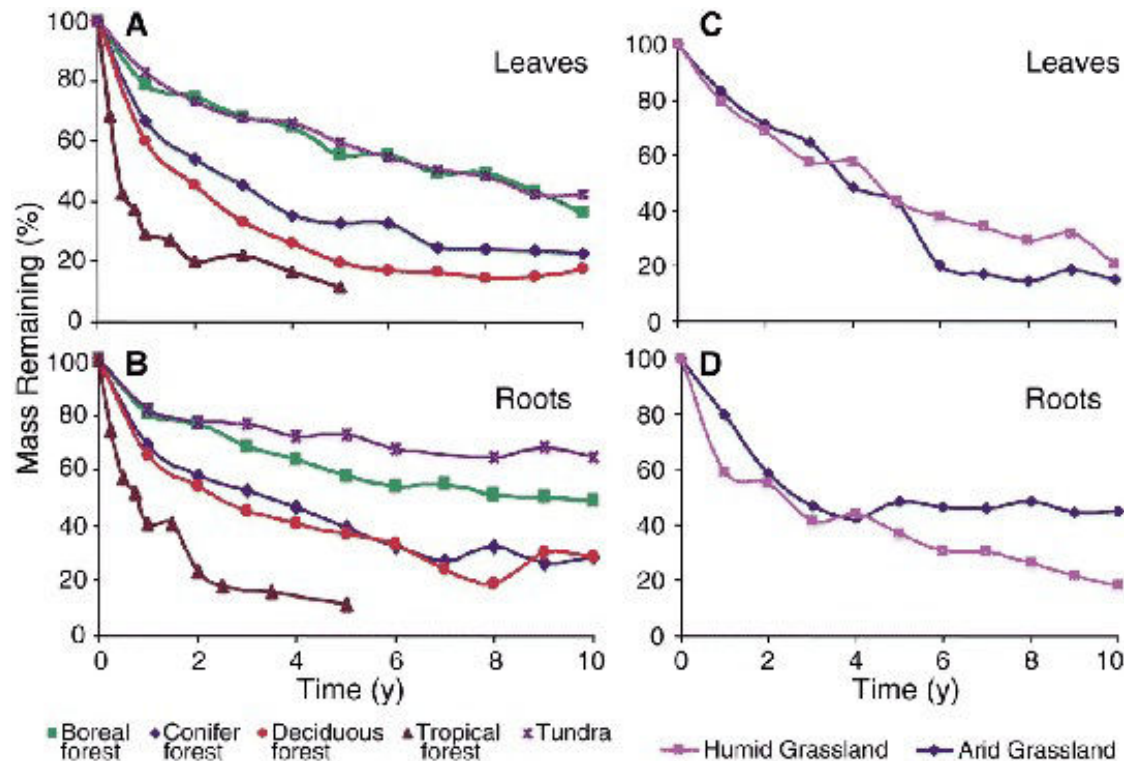 A
Leaves
100
80
60
40
20
0
C
Leaves
100
80
60
40
20
0
Mass Remaining (%)
B
Roots
100
80
60
40
20
0
0 2 4 6 8 10
Time (y)
D
Roots
100
80
60
40
20
0
0 2 4 6 8 10
Time (y)
Boreal forest
Conifer forest
Deciduous forest
Tropical forest
Tundra
Humid Grassland
Arid Grassland